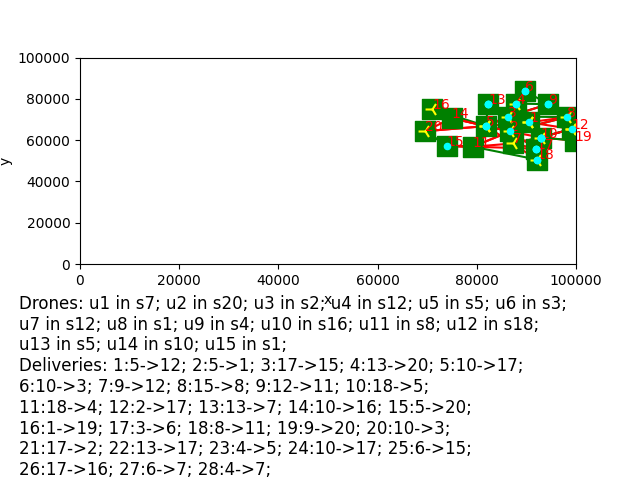 100000
80000
60000
40000
20000
0
y
0 20000 40000 60000 80000 100000
x
6
14
3
12
19
8
Drones: u1 in s7; u2 in s20; u3 in s2; u4 in s12; u5 in s5; u6 in s3;
u7 in s12; u8 in s1; u9 in s4; u10 in s16; u11 in s8; u12 in s18;
u13 in s5; u14 in s10; u15 in s1;
Deliveries: 1:5->12; 2:5->1; 3:17->15; 4:13->20; 5:10->17;
6:10->3; 7:9->12; 8:15->8; 9:12->11; 10:18->5;
11:18->4; 12:2->17; 13:13->7; 14:10->16; 15:5->20;
16:1->19; 17:3->6; 18:8->11; 19:9->20; 20:10->3;
21:17->2; 22:13->17; 23:4->5; 24:10->17; 25:6->15;
26:17->16; 27:6->7; 28:4->7;